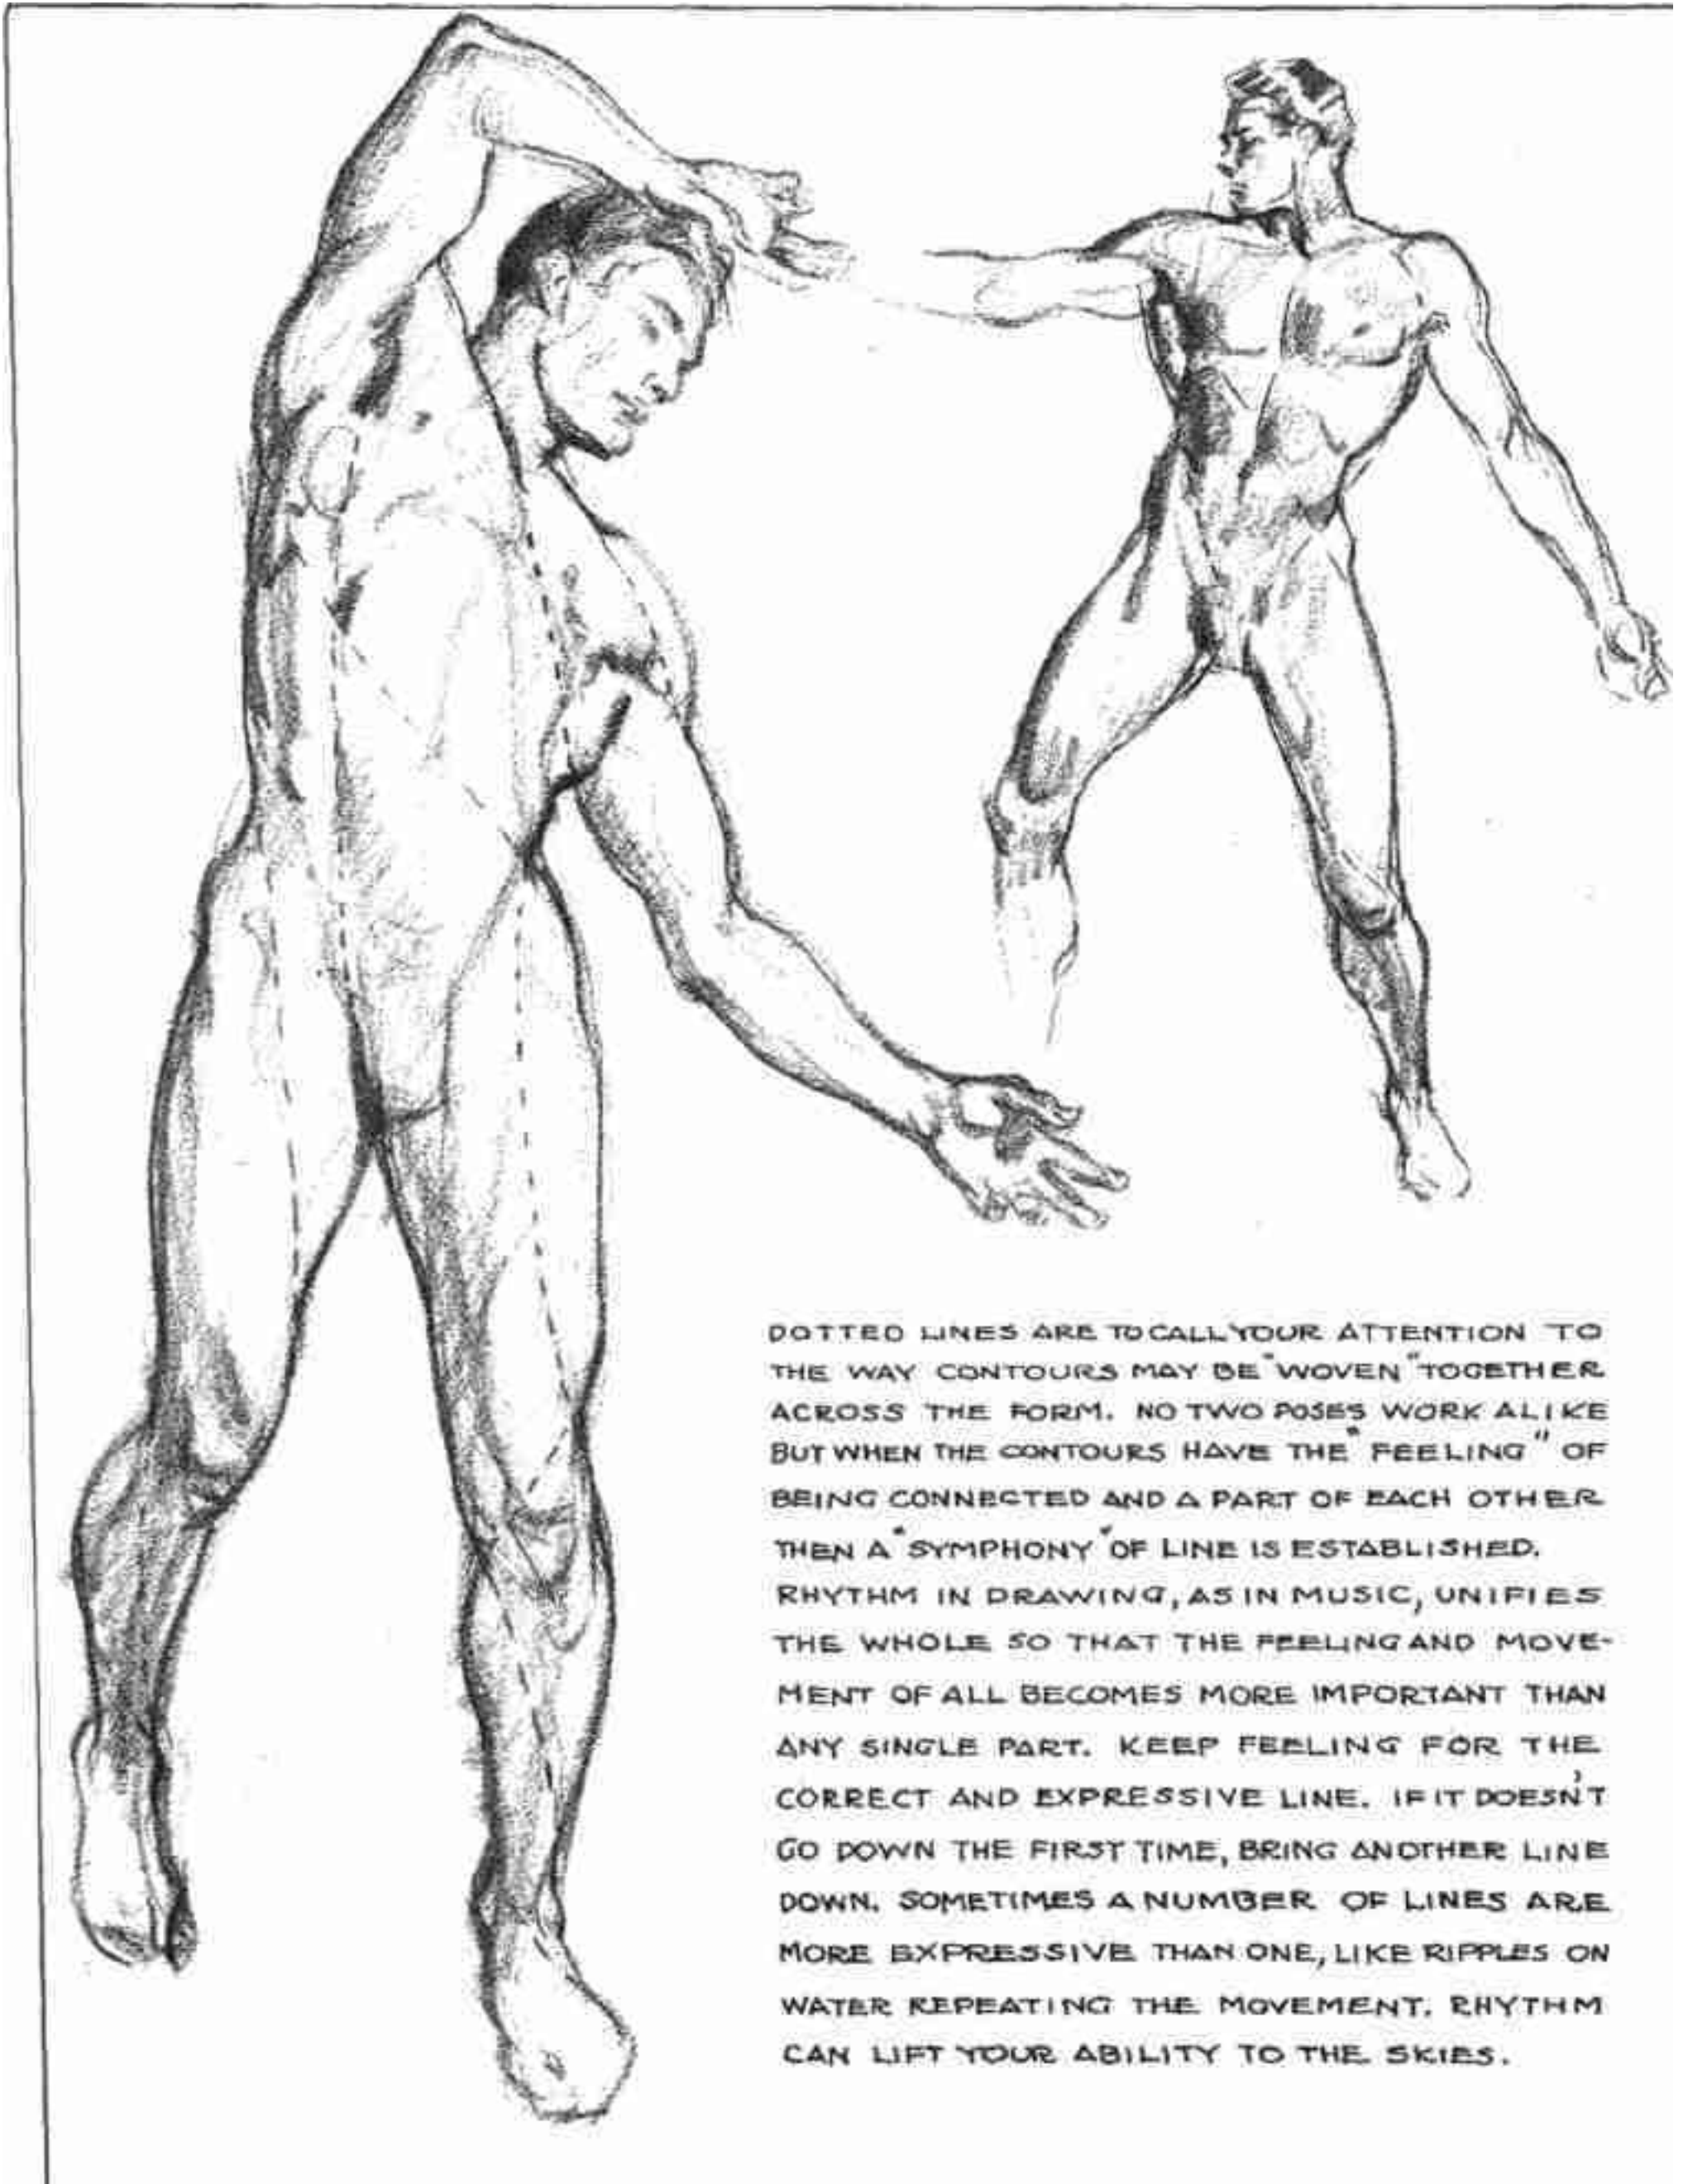 DOTTED LINES ARE TO CALL YOUR ATTENTION TO
THE WAY CONTOURS MAY BE "WOVEN" TOGETHER
ACROSS THE FORM. NO TWO POSES WORK ALIKE
BUT WHEN THE CONTOURS HAVE THE "FEELING" OF
BEING CONNECTED AND A PART OF EACH OTHER
THEN A "SYMPHONY" OF LINE IS ESTABLISHED.
RHYTHM IN DRAWING, AS IN MUSIC, UNIFIES
THE WHOLE SO THAT THE FEELING AND MOVE-
MENT OF ALL BECOMES MORE IMPORTANT THAN
ANY SINGLE PART. KEEP FEELING FOR THE
CORRECT AND EXPRESSIVE LINE. IF IT DOESN'T
GO DOWN THE FIRST TIME, BRING ANOTHER LINE
DOWN. SOMETIMES A NUMBER OF LINES ARE
MORE EXPRESSIVE THAN ONE, LIKE RIPPLES ON
WATER REPEATING THE MOVEMENT. RHYTHM
CAN LIFT YOUR ABILITY TO THE SKIES.